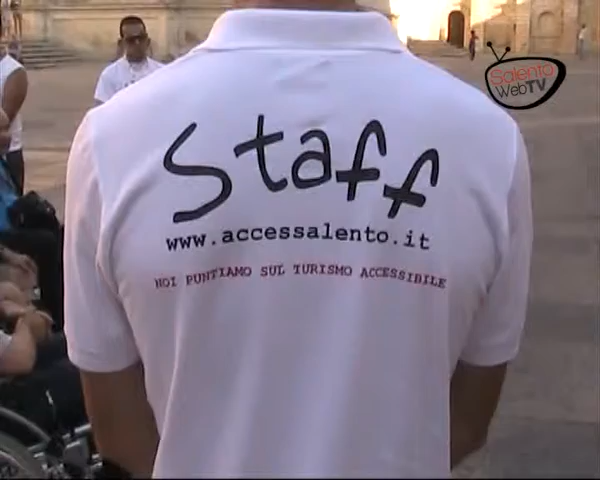 Salento
WebTV
Staff
www.accessalento.it
NOI PUNTIAMO SUL TURISMO ACCESSIBILE